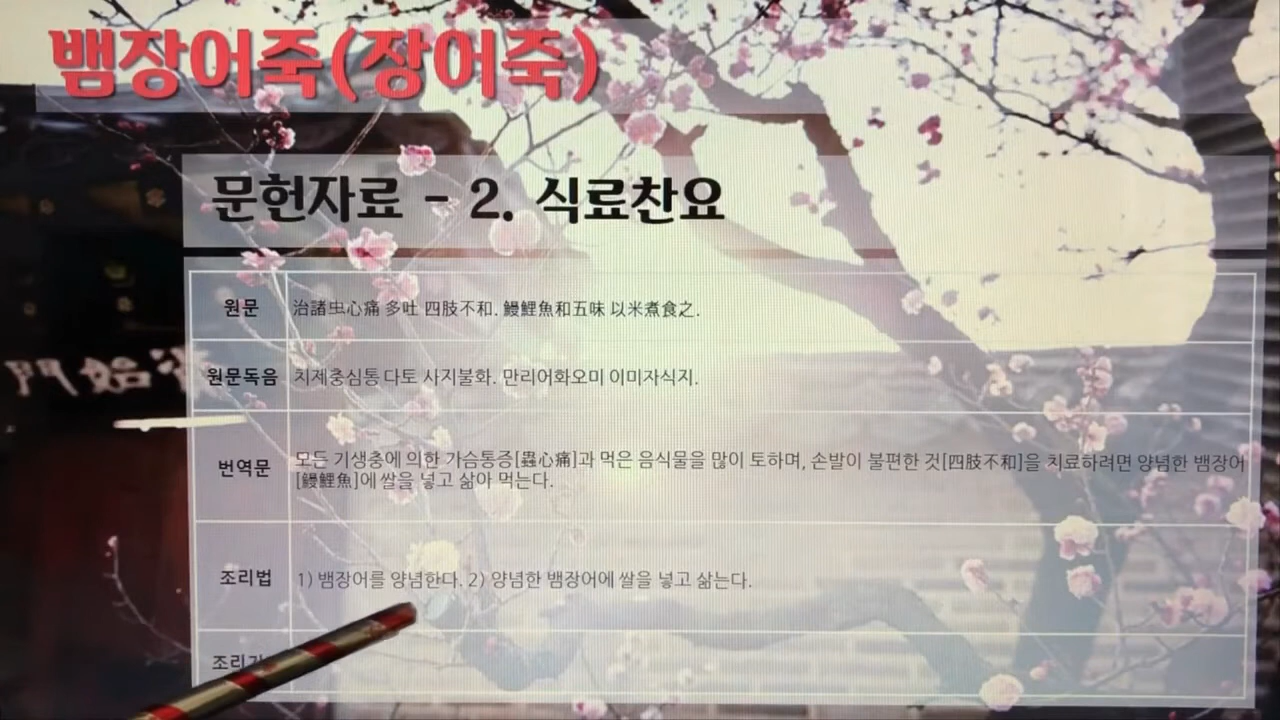 뱀장어죽(장어죽)
문헌자료 - 2. 식료찬요
원문
治諸虫心痛 多吐 四肢不和. 鰻鯉魚和五味 以米煮食之.
원문독음
치제충심통 다토 사지불화. 만리어화오미 이미자식지.
번역문
모든 기생충에 의한 가슴통증[蟲心痛]과 먹은 음식물을 많이 토하며, 손발이 불편한 것[四肢不和]을 치료하려면 양념한 뱀장어
[鰻鯉魚]에 쌀을 넣고 삶아 먹는다.
조리법
1) 뱀장어를 양념한다. 2) 양념한 뱀장어에 쌀을 넣고 삶는다.